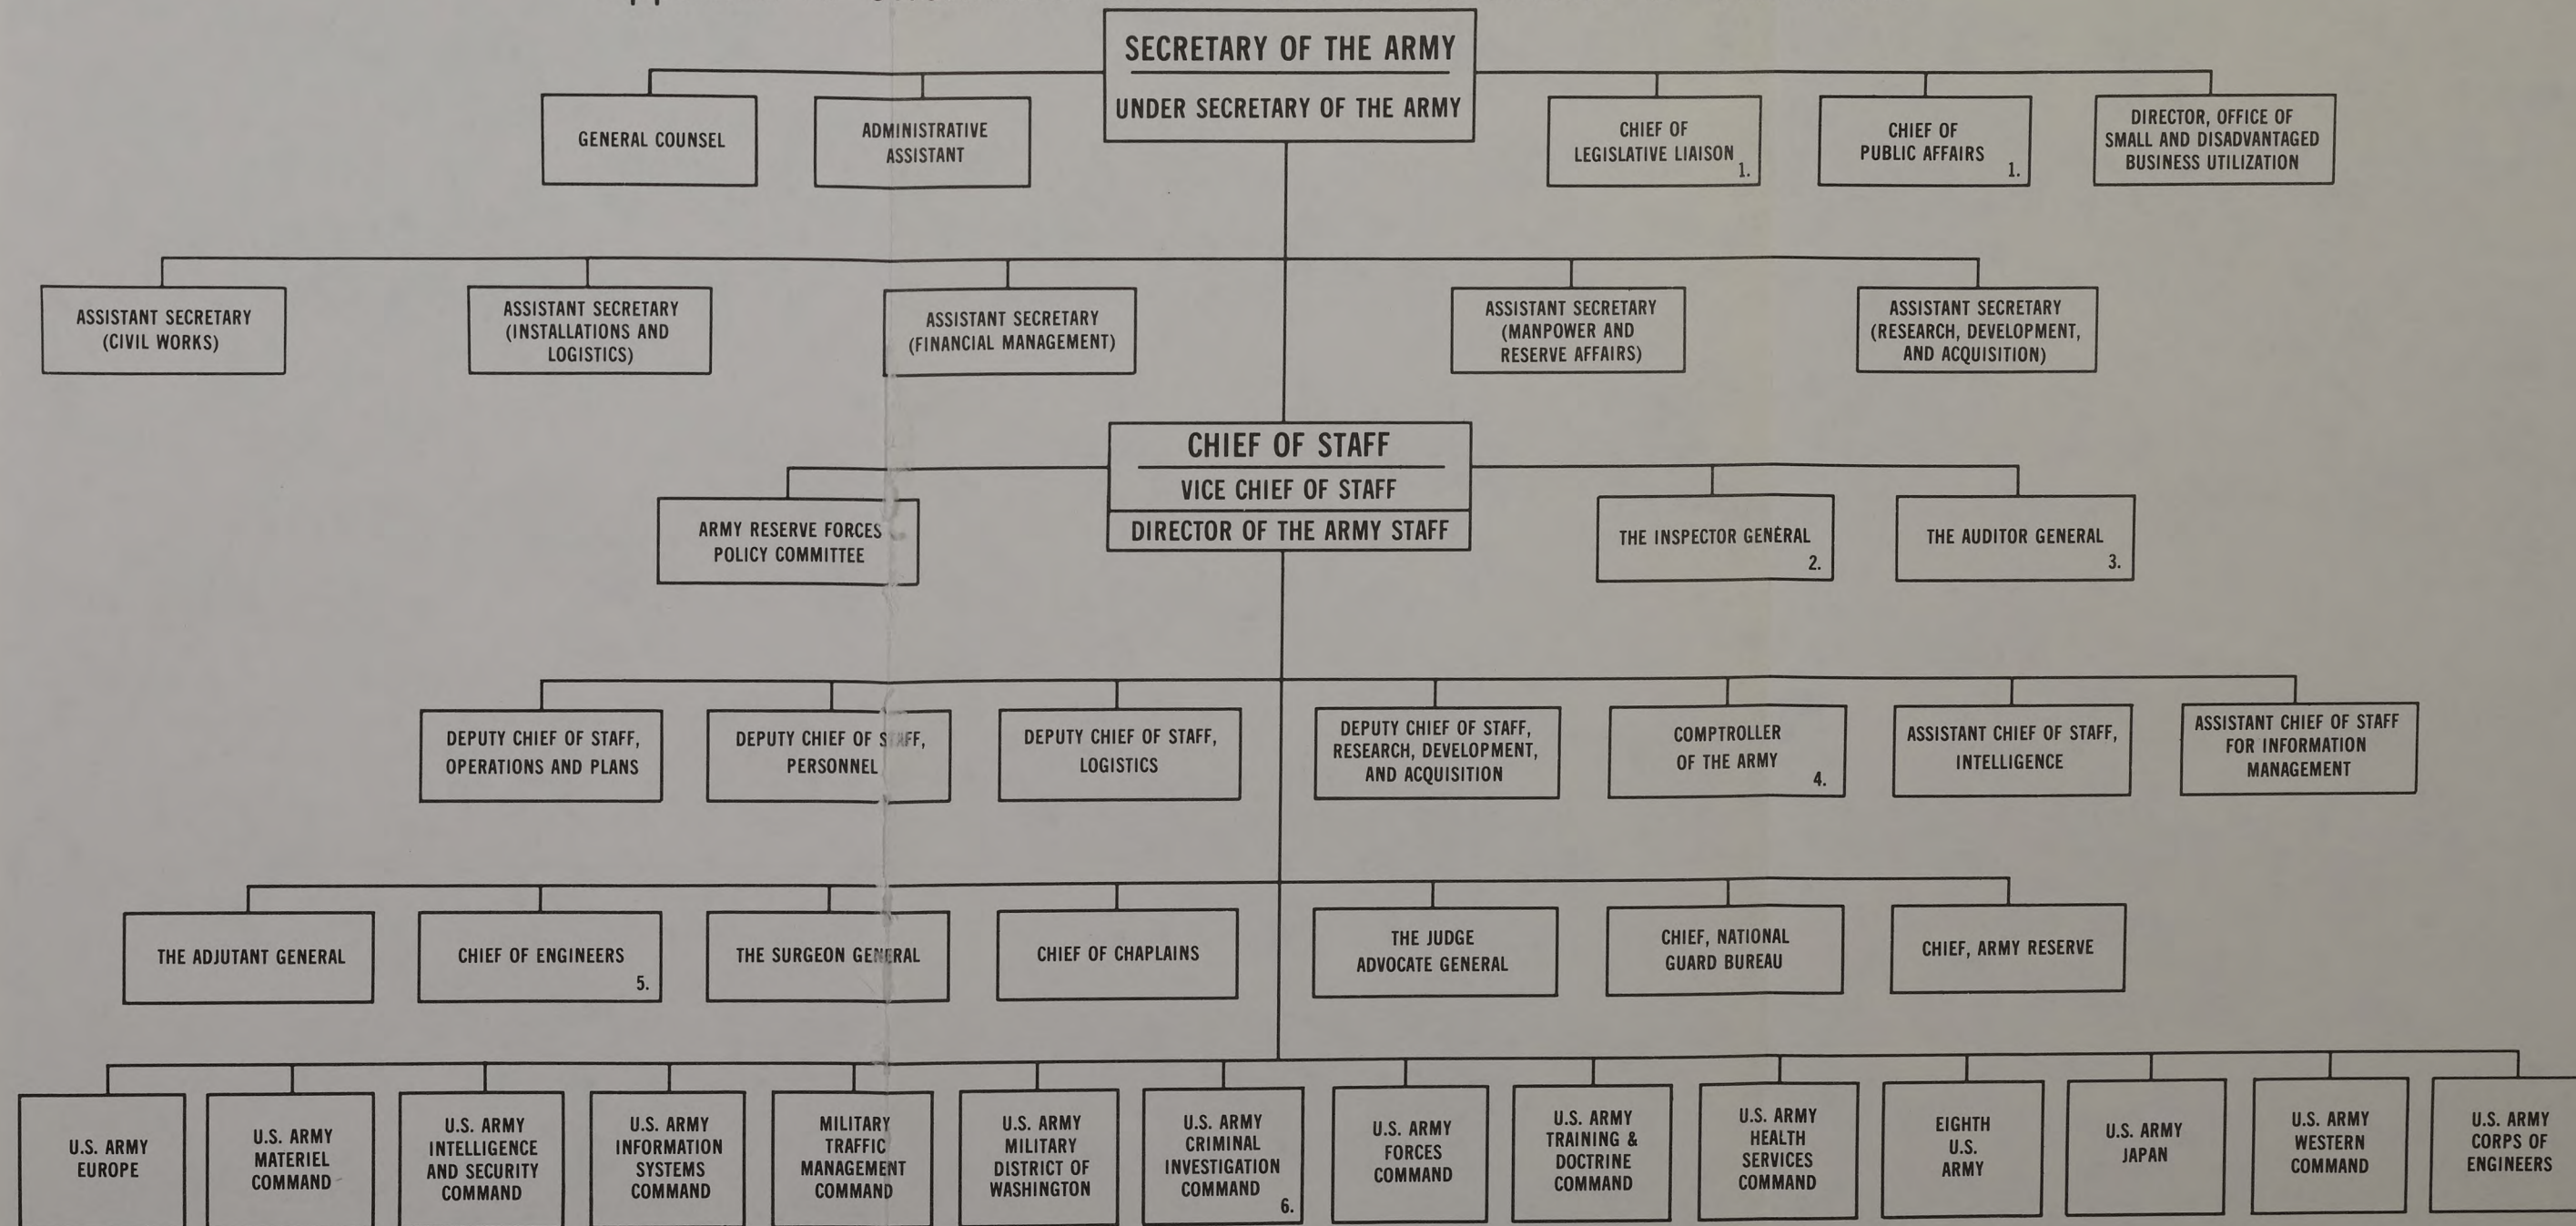 SECRETARY OF THE ARMY
UNDER SECRETARY OF THE ARMY
GENERAL COUNSEL
ADMINISTRATIVE
ASSISTANT
CHIEF OF
LEGISLATIVE LIAISON
1.
CHIEF OF
PUBLIC AFFAIRS
1.
DIRECTOR, OFFICE OF
SMALL AND DISADVANTAGED
BUSINESS UTILIZATION
ASSISTANT SECRETARY
(CIVIL WORKS)
ASSISTANT SECRETARY
(INSTALLATIONS AND
LOGISTICS)
ASSISTANT SECRETARY
(FINANCIAL MANAGEMENT)
ASSISTANT SECRETARY
(MANPOWER AND
RESERVE AFFAIRS)
ASSISTANT SECRETARY
(RESEARCH, DEVELOPMENT,
AND ACQUISITION)
CHIEF OF STAFF
VICE CHIEF OF STAFF
DIRECTOR OF THE ARMY STAFF
ARMY RESERVE FORCES
POLICY COMMITTEE
THE INSPECTOR GENERAL
2.
THE AUDITOR GENERAL
3.
DEPUTY CHIEF OF STAFF,
OPERATIONS AND PLANS
DEPUTY CHIEF OF STAFF,
PERSONNEL
DEPUTY CHIEF OF STAFF,
LOGISTICS
DEPUTY CHIEF OF STAFF,
RESEARCH, DEVELOPMENT,
AND ACQUISITION
COMPTROLLER
OF THE ARMY
4.
ASSISTANT CHIEF OF STAFF,
INTELLIGENCE
ASSISTANT CHIEF OF STAFF
FOR INFORMATION
MANAGEMENT
THE ADJUTANT GENERAL
CHIEF OF ENGINEERS
5.
THE SURGEON GENERAL
CHIEF OF CHAPLAINS
THE JUDGE
ADVOCATE GENERAL
CHIEF, NATIONAL
GUARD BUREAU
CHIEF, ARMY RESERVE
U.S. ARMY
EUROPE
U.S. ARMY
MATERIEL
COMMAND
U.S. ARMY
INTELLIGENCE
AND SECURITY
COMMAND
U.S. ARMY
INFORMATION
SYSTEMS
COMMAND
MILITARY
TRAFFIC
MANAGEMENT
COMMAND
U.S. ARMY
MILITARY
DISTRICT OF
WASHINGTON
U.S. ARMY
CRIMINAL
INVESTIGATION
COMMAND
6.
U.S. ARMY
FORCES
COMMAND
U.S. ARMY
TRAINING &
DOCTRINE
COMMAND
U.S. ARMY
HEALTH
SERVICES
COMMAND
EIGHTH
U.S.
ARMY
U.S. ARMY
JAPAN
U.S. ARMY
WESTERN
COMMAND
U.S. ARMY
CORPS OF
ENGINEERS